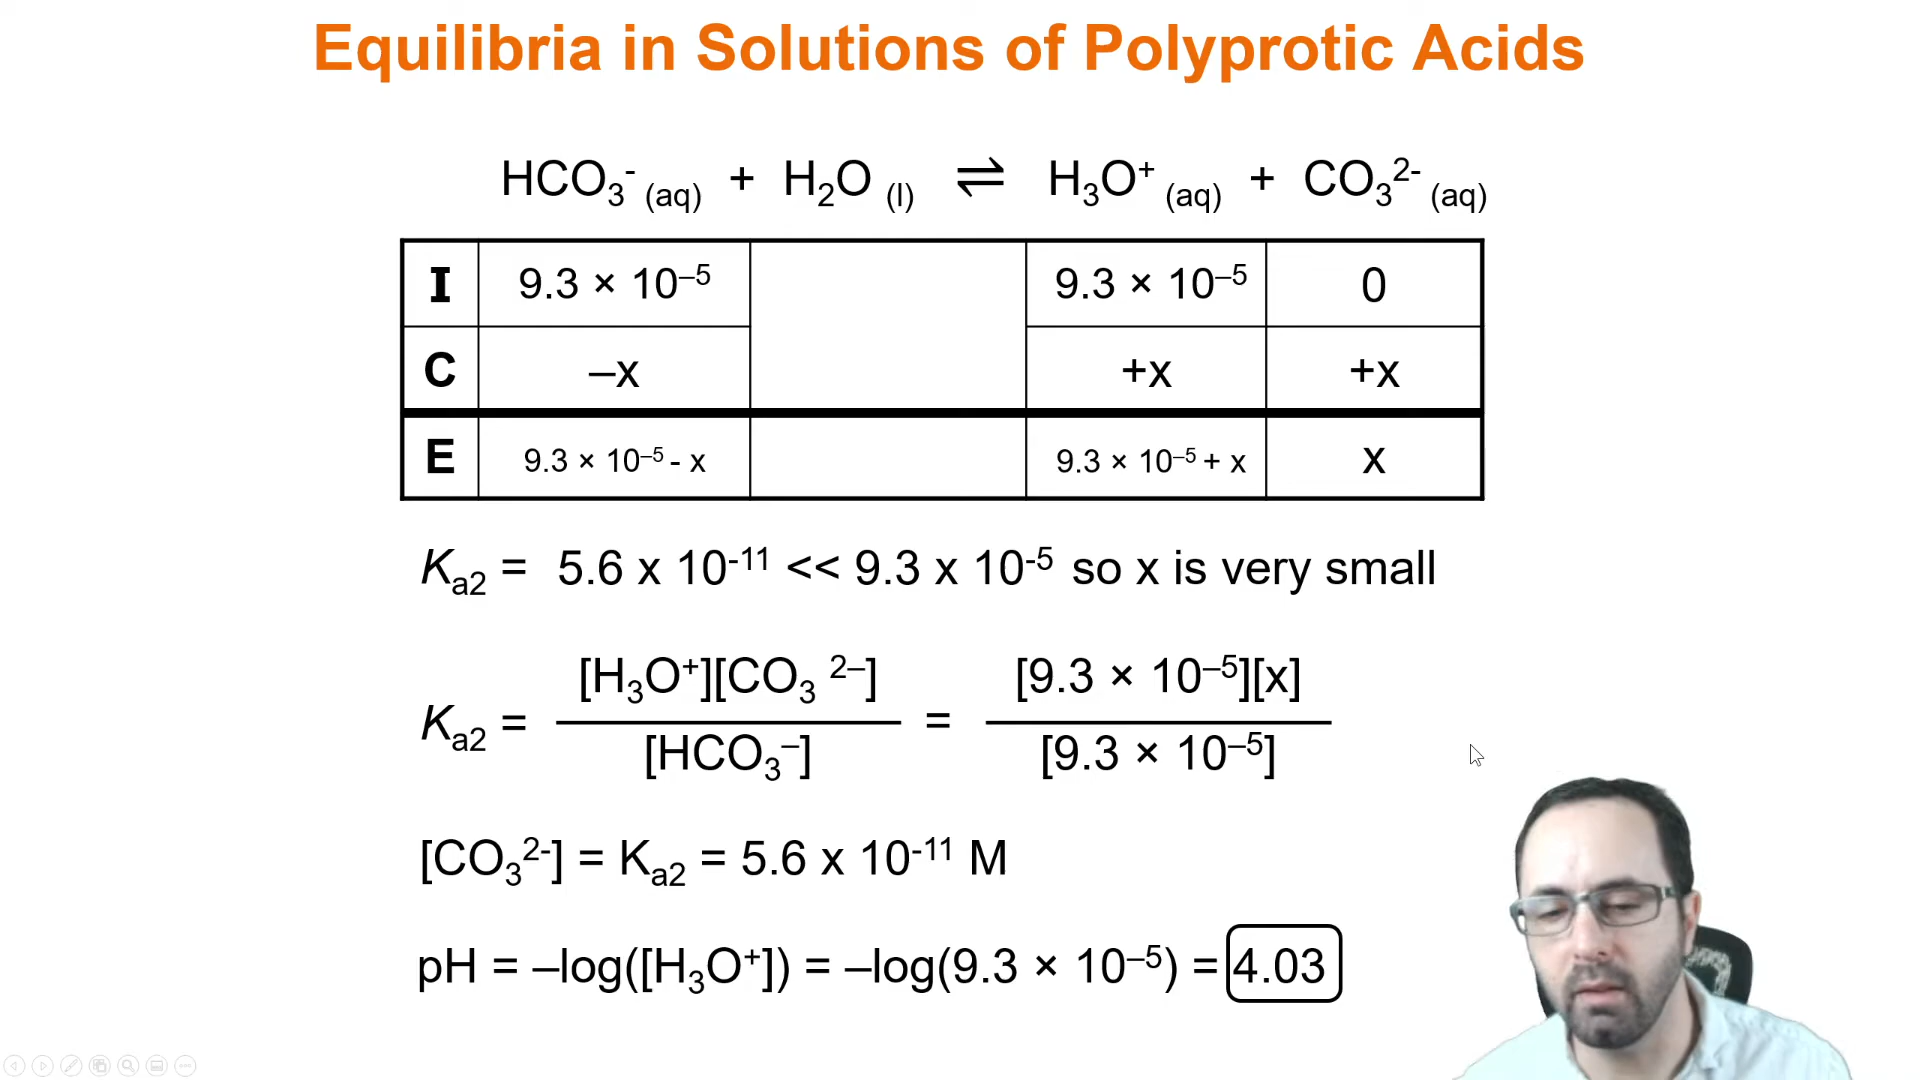 Equilibria in Solutions of Polyprotic Acids
HCO₃⁻ (aq) + H₂O (l) ⇌ H₃O⁺ (aq) + CO₃²⁻ (aq)
I 9.3 × 10⁻⁵ 9.3 × 10⁻⁵ 0
C –x +x +x
E 9.3 × 10⁻⁵ - x 9.3 × 10⁻⁵ + x x
Kₐ₂ = 5.6 x 10⁻¹¹ << 9.3 x 10⁻⁵ so x is very small
Kₐ₂ = [H₃O⁺][CO₃ ²⁻] / [HCO₃⁻] = [9.3 × 10⁻⁵][x] / [9.3 × 10⁻⁵]
[CO₃²⁻] = Kₐ₂ = 5.6 x 10⁻¹¹ M
pH = –log([H₃O⁺]) = –log(9.3 × 10⁻⁵) = 4.03